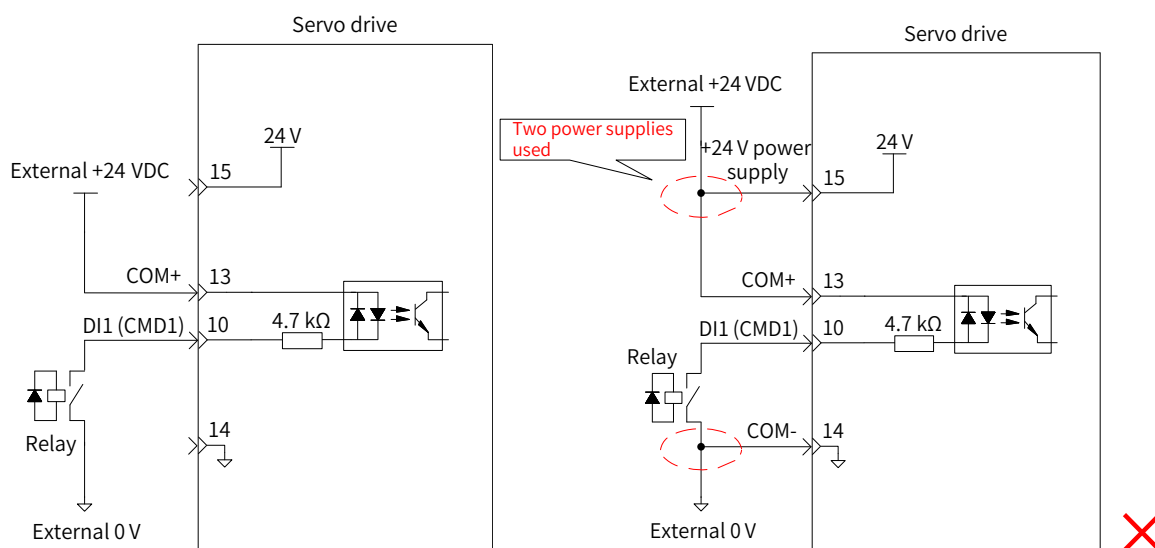 Servo drive
24 V
External +24 VDC
15
COM+
13
DI1 (CMD1)
10
4.7 kΩ
Relay
14
External 0 V
Servo drive
External +24 VDC
Two power supplies
used
+24 V power
supply
24 V
15
COM+
13
DI1 (CMD1)
10
4.7 kΩ
Relay
COM-
14
External 0 V